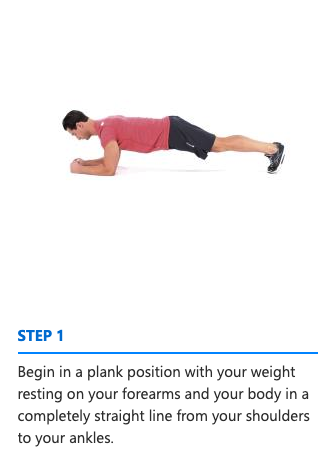 STEP 1
Begin in a plank position with your weight
resting on your forearms and your body in a
completely straight line from your shoulders
to your ankles.